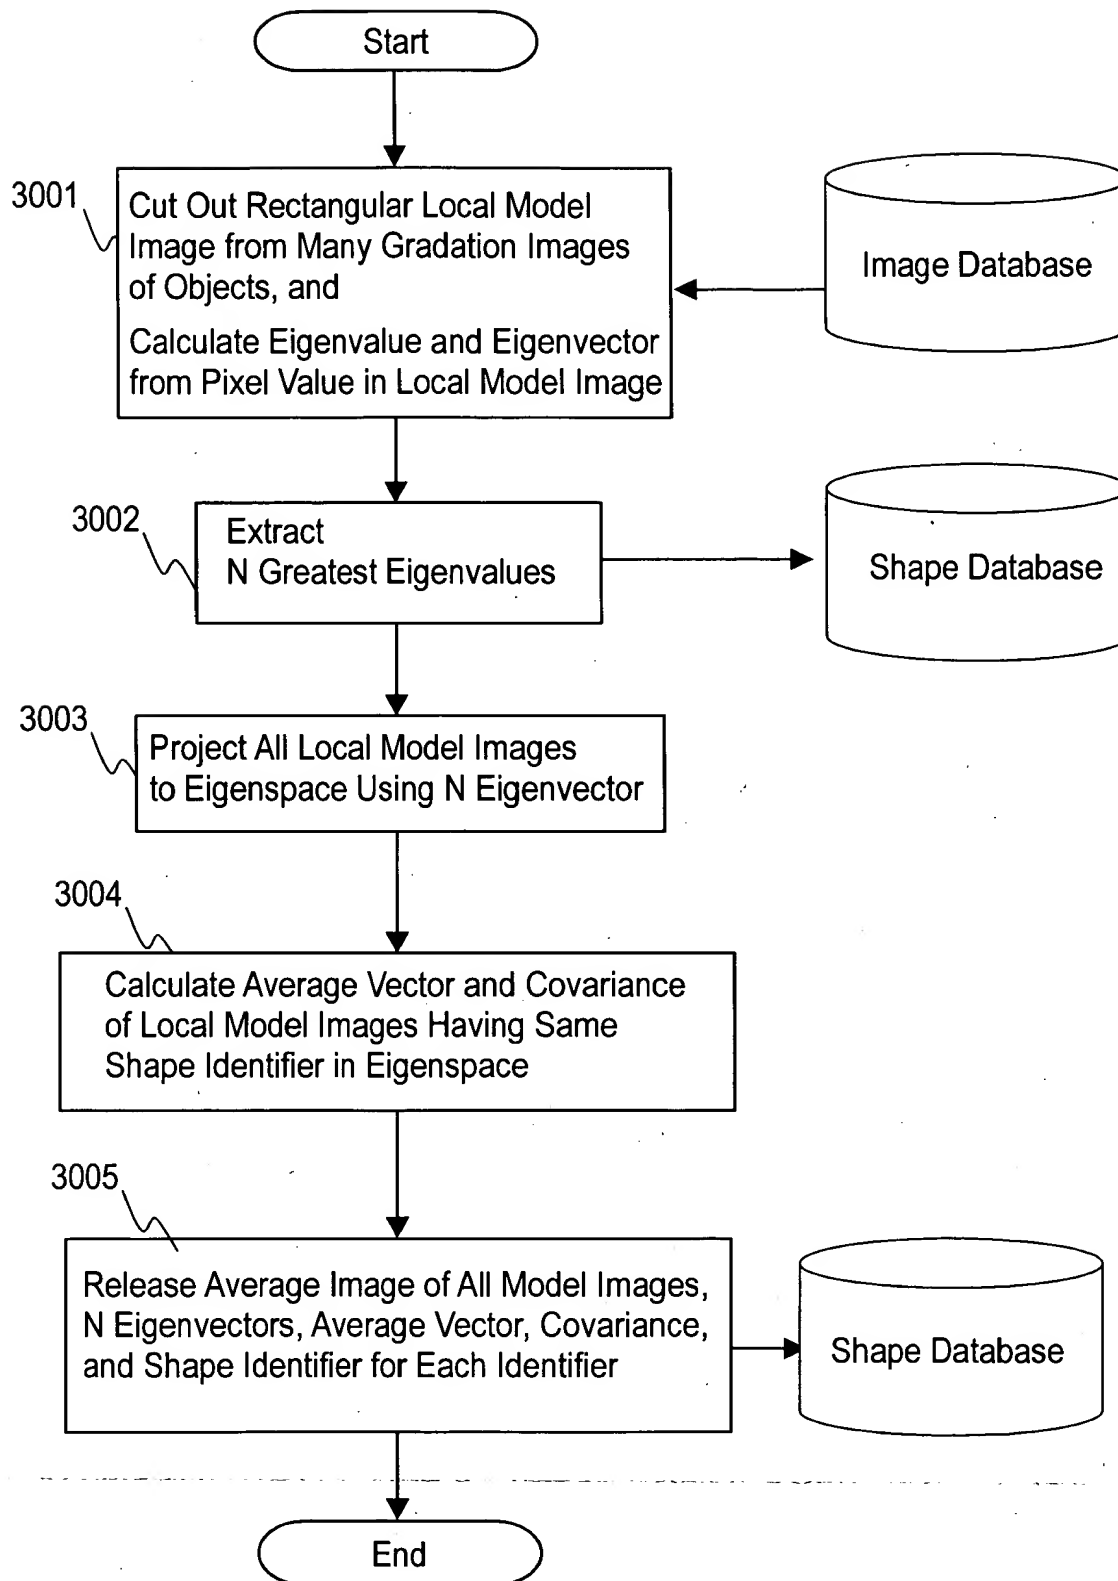 Start
3001
Cut Out Rectangular Local Model
Image from Many Gradation Images
of Objects, and
Calculate Eigenvalue and Eigenvector
from Pixel Value in Local Model Image
Image Database
3002
Extract
N Greatest Eigenvalues
Shape Database
3003
Project All Local Model Images
to Eigenspace Using N Eigenvector
3004
Calculate Average Vector and Covariance
of Local Model Images Having Same
Shape Identifier in Eigenspace
3005
Release Average Image of All Model Images,
N Eigenvectors, Average Vector, Covariance,
and Shape Identifier for Each Identifier
Shape Database
End